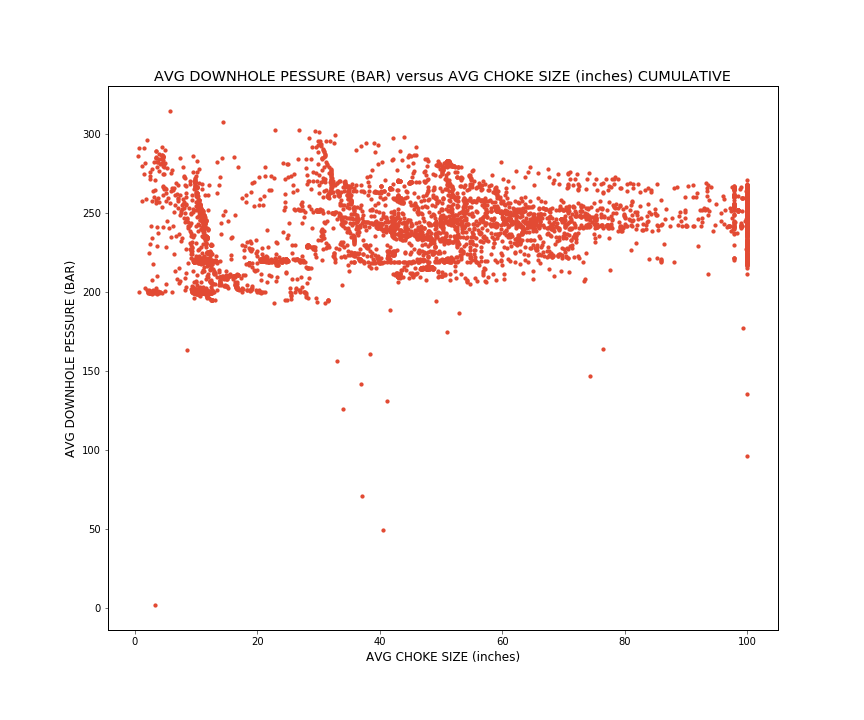 AVG DOWNHOLE PESSURE (BAR) versus AVG CHOKE SIZE (inches) CUMULATIVE
AVG DOWNHOLE PESSURE (BAR)
300
250
200
150
100
50
0
0 20 40 60 80 100
AVG CHOKE SIZE (inches)